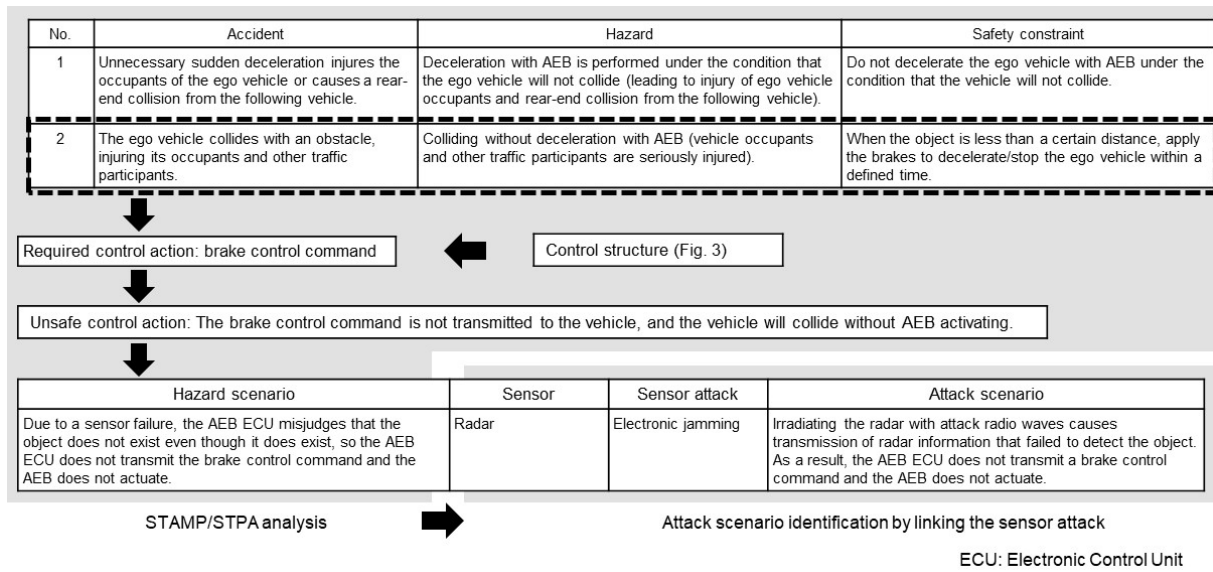 No. Accident Hazard Safety constraint
1 Unnecessary sudden deceleration injures the Deceleration with AEB is performed under the condition that Do not decelerate the ego vehicle with AEB under the
occupants of the ego vehicle or causes a rear- the ego vehicle will not collide (leading to injury of ego vehicle condition that the vehicle will not collide.
end collision from the following vehicle. occupants and rear-end collision from the following vehicle).
2 The ego vehicle collides with an obstacle, Colliding without deceleration with AEB (vehicle occupants When the object is less than a certain distance, apply
injuring its occupants and other traffic and other traffic participants are seriously injured). the brakes to decelerate/stop the ego vehicle within a
participants. defined time.
Required control action: brake control command Control structure (Fig. 3)
Unsafe control action: The brake control command is not transmitted to the vehicle, and the vehicle will collide without AEB activating.
Hazard scenario Sensor Sensor attack Attack scenario
Due to a sensor failure, the AEB ECU misjudges that the Radar Electronic jamming Irradiating the radar with attack radio waves causes
object does not exist even though it does exist, so the AEB transmission of radar information that failed to detect the object.
ECU does not transmit the brake control command and the As a result, the AEB ECU does not transmit a brake control
AEB does not actuate. command and the AEB does not actuate.
STAMP/STPA analysis Attack scenario identification by linking the sensor attack
ECU: Electronic Control Unit